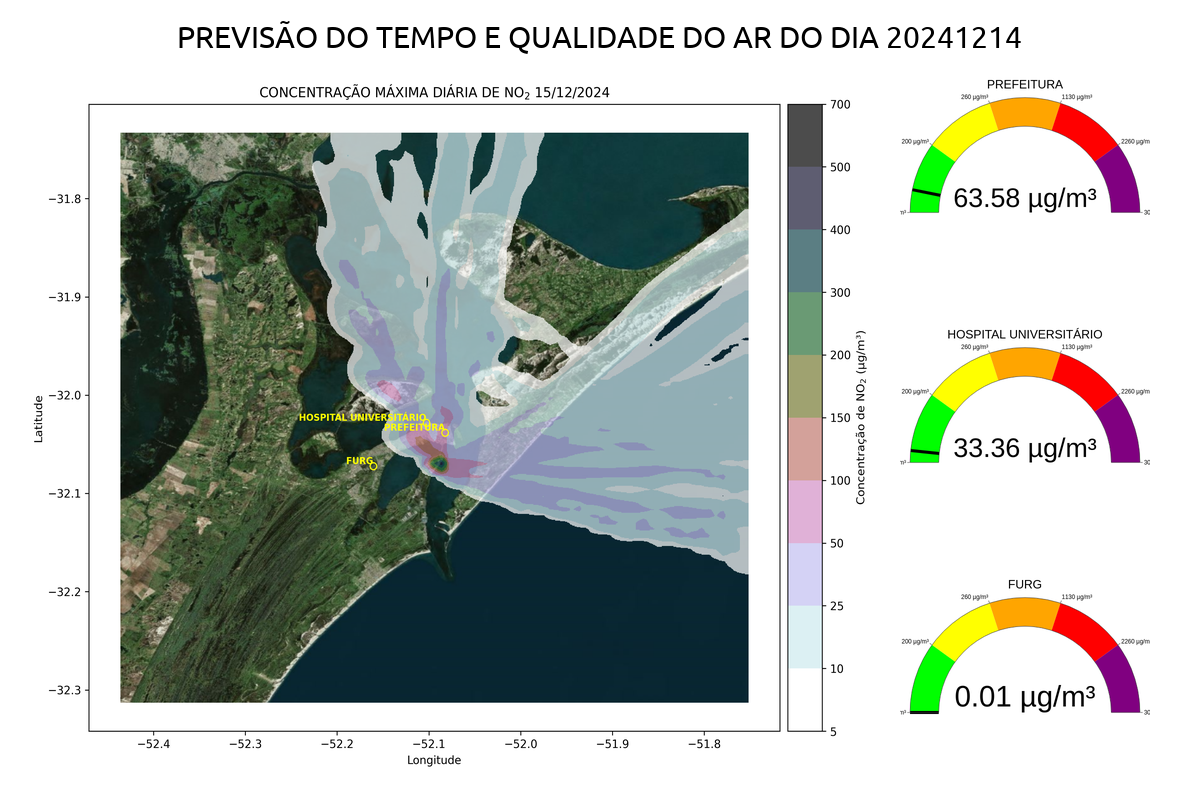 PREVISÃO DO TEMPO E QUALIDADE DO AR DO DIA 20241214
CONCENTRAÇÃO MÁXIMA DIÁRIA DE NO₂ 15/12/2024
Latitude
−31.8
−31.9
−32.0
−32.1
−32.2
−32.3
HOSPITAL UNIVERSITÁRIO
PREFEITURA
FURG
−52.4
−52.3
−52.2
−52.1
−52.0
−51.9
−51.8
Longitude
700
500
400
300
200
150
100
50
25
10
5
Concentração de NO₂ (µg/m³)
PREFEITURA
260 µg/m³
1130 µg/m³
200 µg/m³
2260 µg/m
63.58 µg/m³
m³
30
HOSPITAL UNIVERSITÁRIO
260 µg/m³
1130 µg/m³
200 µg/m³
2260 µg/m
33.36 µg/m³
m³
30
FURG
260 µg/m³
1130 µg/m³
200 µg/m³
2260 µg/m
0.01 µg/m³
m³
30